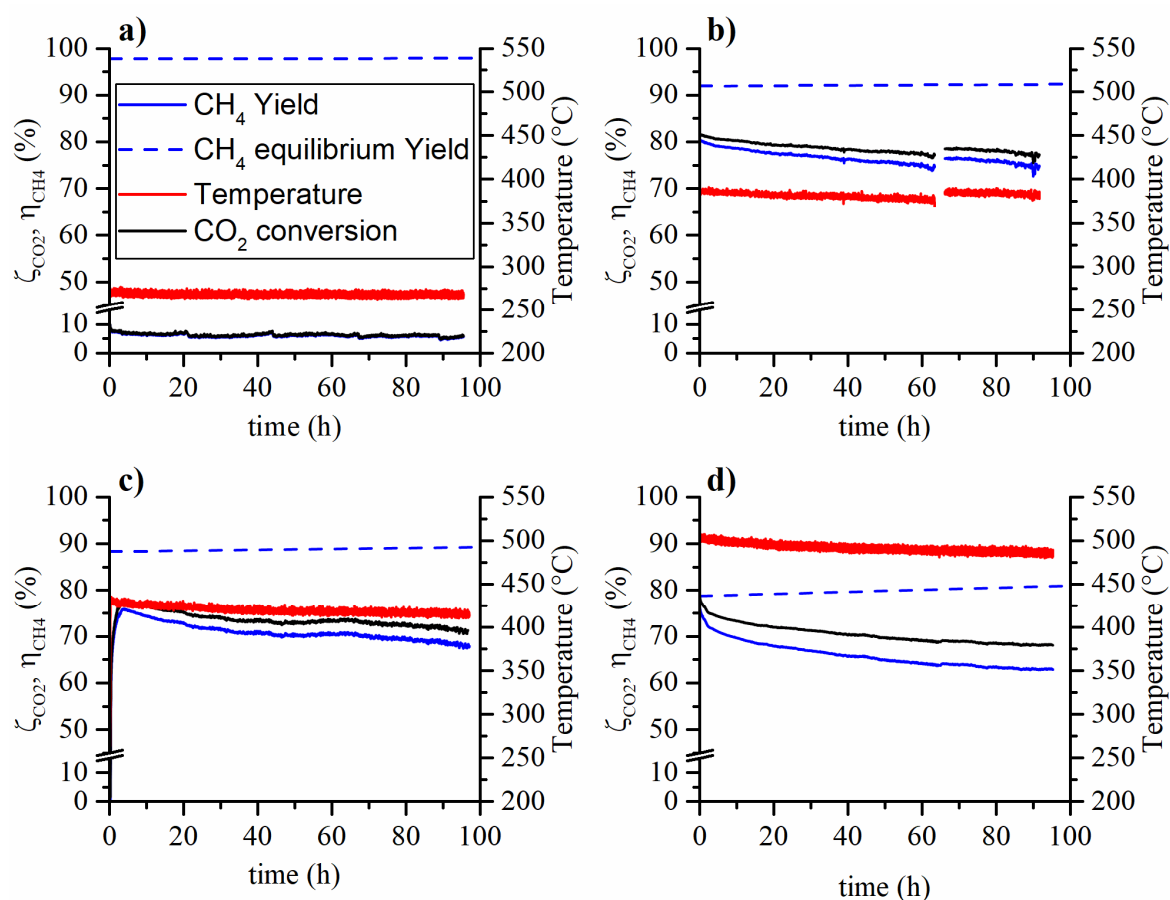 a)
100
90
80
70
60
50
10
0
ζCO2, ηCH4 (%)
CH4 Yield
CH4 equilibrium Yield
Temperature
CO2 conversion
550
500
450
400
350
300
250
200
Temperature (°C)
0 20 40 60 80 100
time (h)
b)
100
90
80
70
60
50
10
0
ζCO2, ηCH4 (%)
550
500
450
400
350
300
250
200
Temperature (°C)
0 20 40 60 80 100
time (h)
c)
100
90
80
70
60
50
10
0
ζCO2, ηCH4 (%)
550
500
450
400
350
300
250
200
Temperature (°C)
0 20 40 60 80 100
time (h)
d)
100
90
80
70
60
50
10
0
ζCO2, ηCH4 (%)
550
500
450
400
350
300
250
200
Temperature (°C)
0 20 40 60 80 100
time (h)